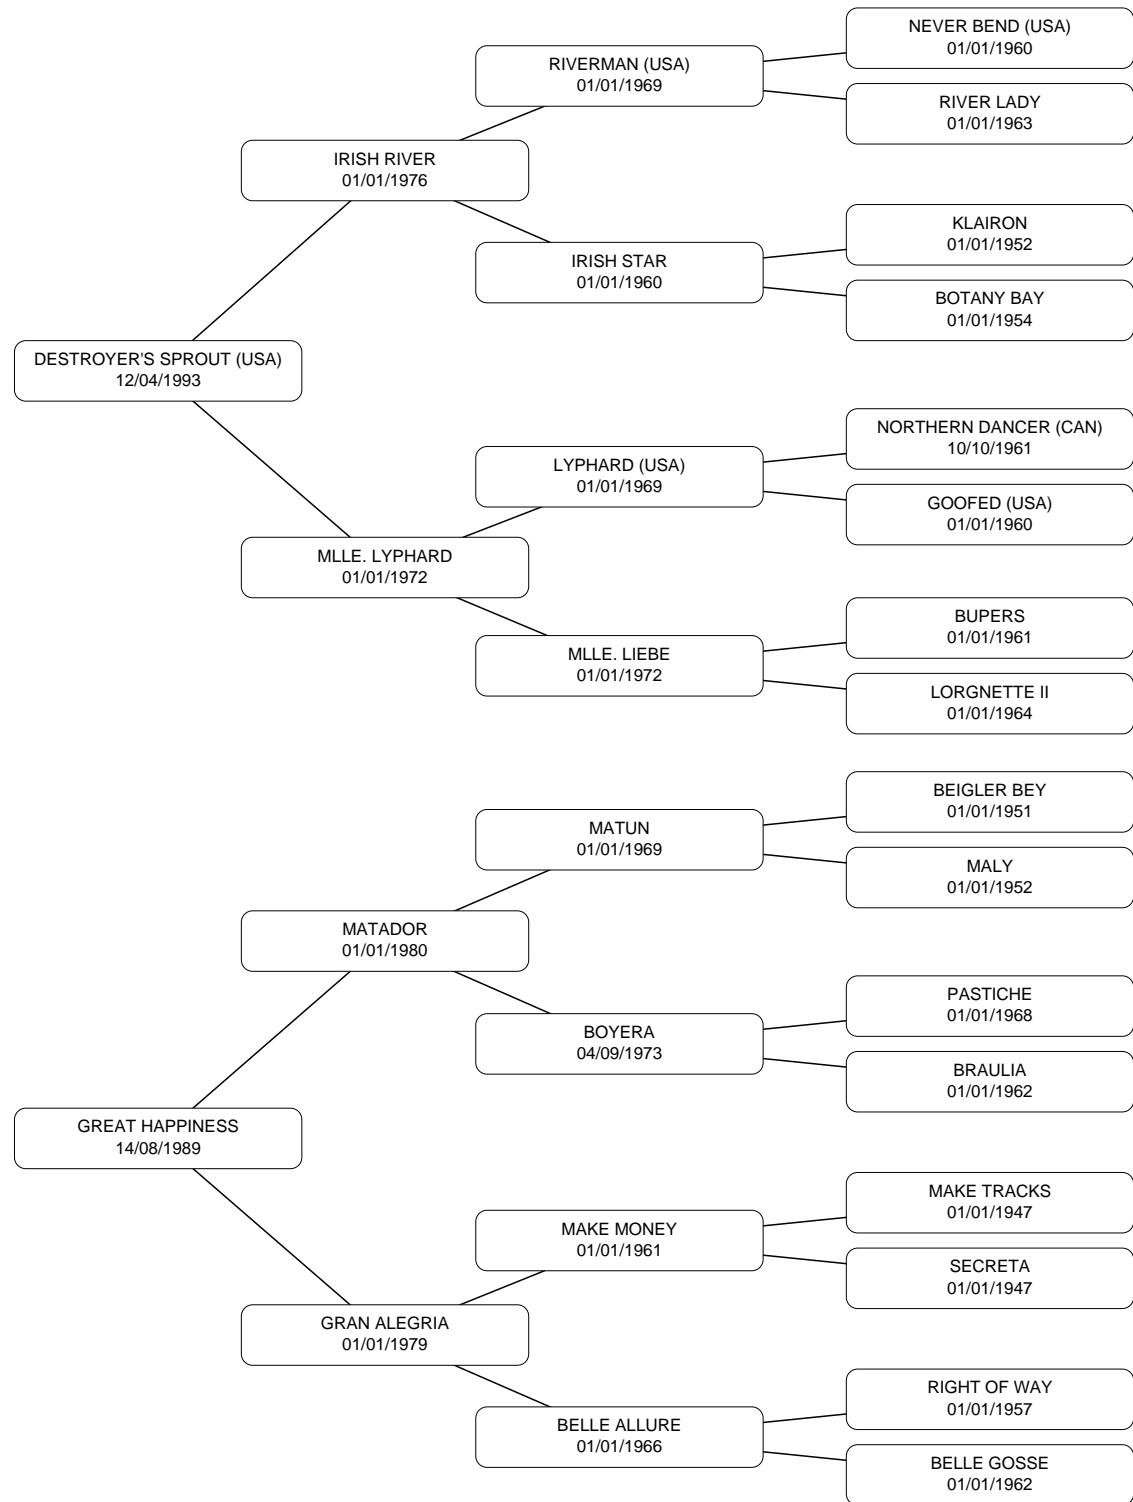 NEVER BEND (USA)
01/01/1960
RIVERMAN (USA)
01/01/1969
RIVER LADY
01/01/1963
IRISH RIVER
01/01/1976
KLAIRON
01/01/1952
IRISH STAR
01/01/1960
BOTANY BAY
01/01/1954
DESTROYER'S SPROUT (USA)
12/04/1993
NORTHERN DANCER (CAN)
10/10/1961
LYPHARD (USA)
01/01/1969
GOOFED (USA)
01/01/1960
MLLE. LYPHARD
01/01/1972
BUPERS
01/01/1961
MLLE. LIEBE
01/01/1972
LORGNETTE II
01/01/1964
BEIGLER BEY
01/01/1951
MATUN
01/01/1969
MALY
01/01/1952
MATADOR
01/01/1980
PASTICHE
01/01/1968
BOYERA
04/09/1973
BRAULIA
01/01/1962
GREAT HAPPINESS
14/08/1989
MAKE TRACKS
01/01/1947
MAKE MONEY
01/01/1961
SECRETA
01/01/1947
GRAN ALEGRIA
01/01/1979
RIGHT OF WAY
01/01/1957
BELLE ALLURE
01/01/1966
BELLE GOSSE
01/01/1962